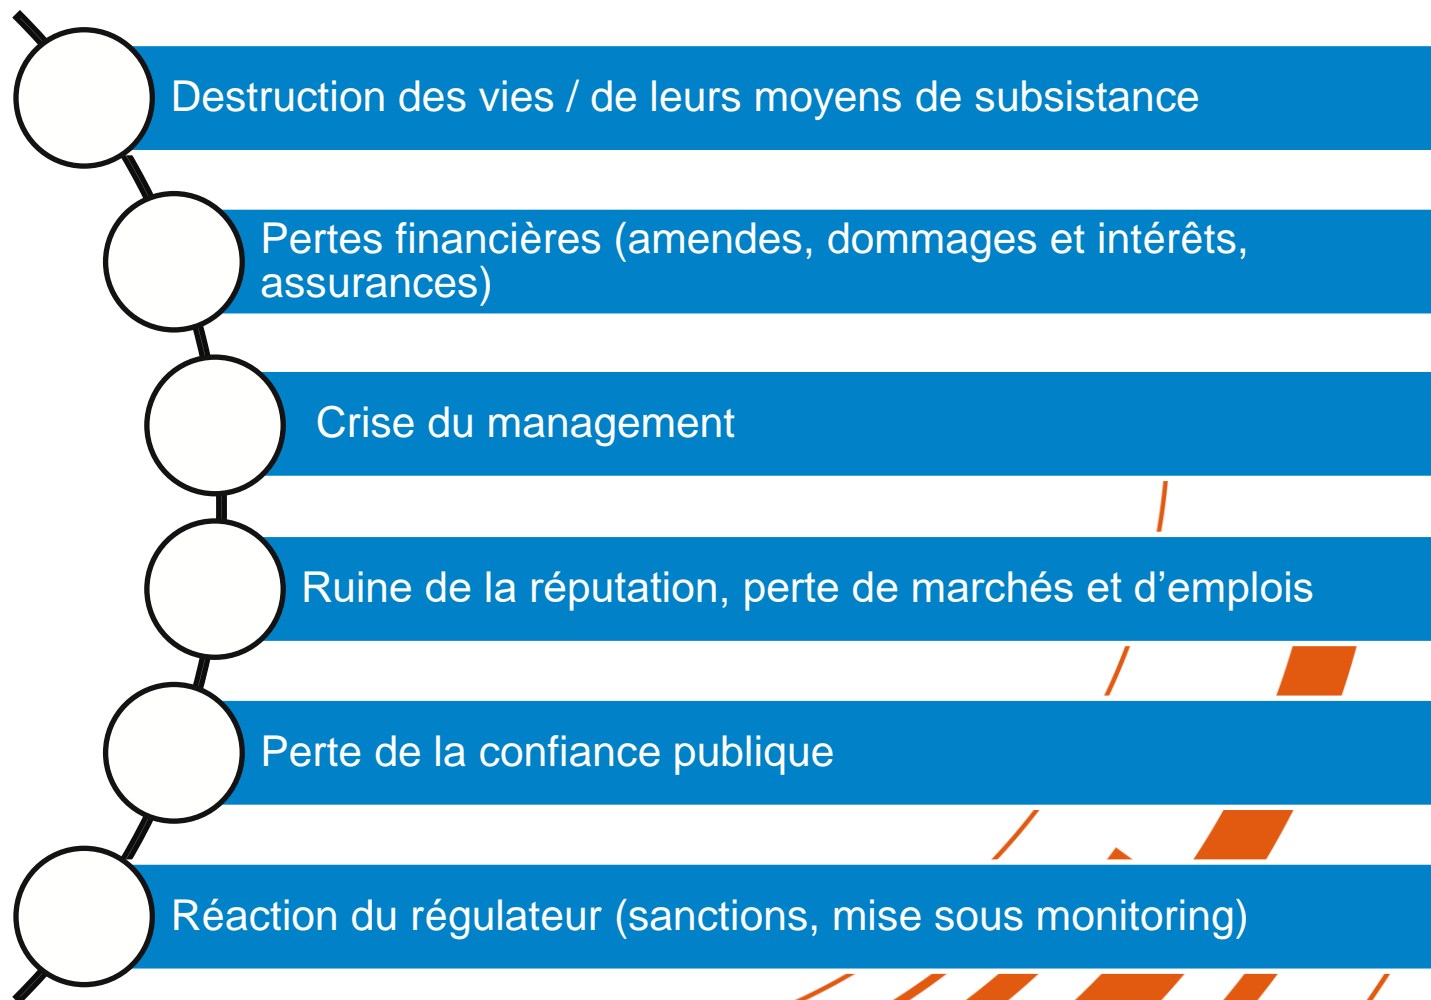 Destruction des vies / de leurs moyens de subsistance
Pertes financières (amendes, dommages et intérêts,
assurances)
Crise du management
Ruine de la réputation, perte de marchés et d’emplois
Perte de la confiance publique
Réaction du régulateur (sanctions, mise sous monitoring)